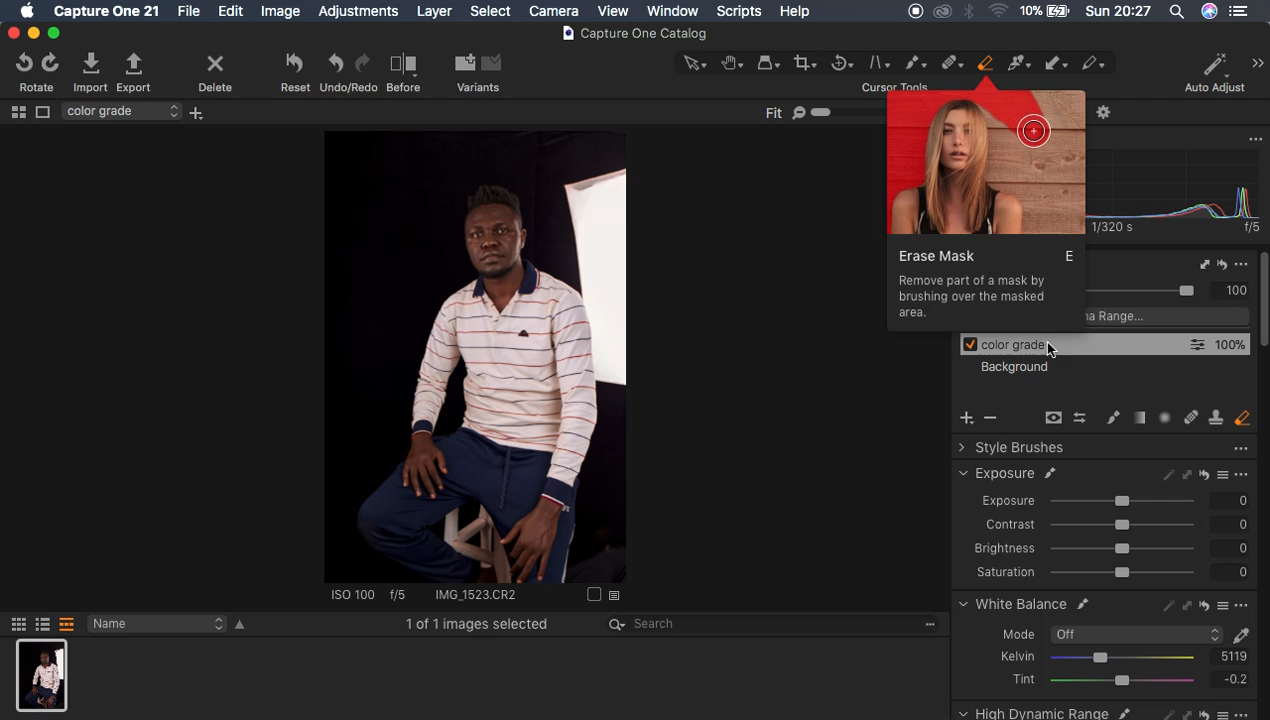 Capture One 21 File Edit Image Adjustments Layer Select Camera View Window Scripts Help 10% Sun 20:27
Capture One Catalog
Rotate Import Export Delete Reset Undo/Redo Before Variants Cursor Tools Auto Adjust
color grade Fit
1/320 s f/5
Erase Mask E
Remove part of a mask by
brushing over the masked
area.
100
na Range...
color grade 100%
Background
Style Brushes
Exposure
Exposure 0
Contrast 0
Brightness 0
Saturation 0
ISO 100 f/5 IMG_1523.CR2
White Balance
Name 1 of 1 images selected Search
Mode Off
Kelvin 5119
Tint -0.2
High Dynamic Range